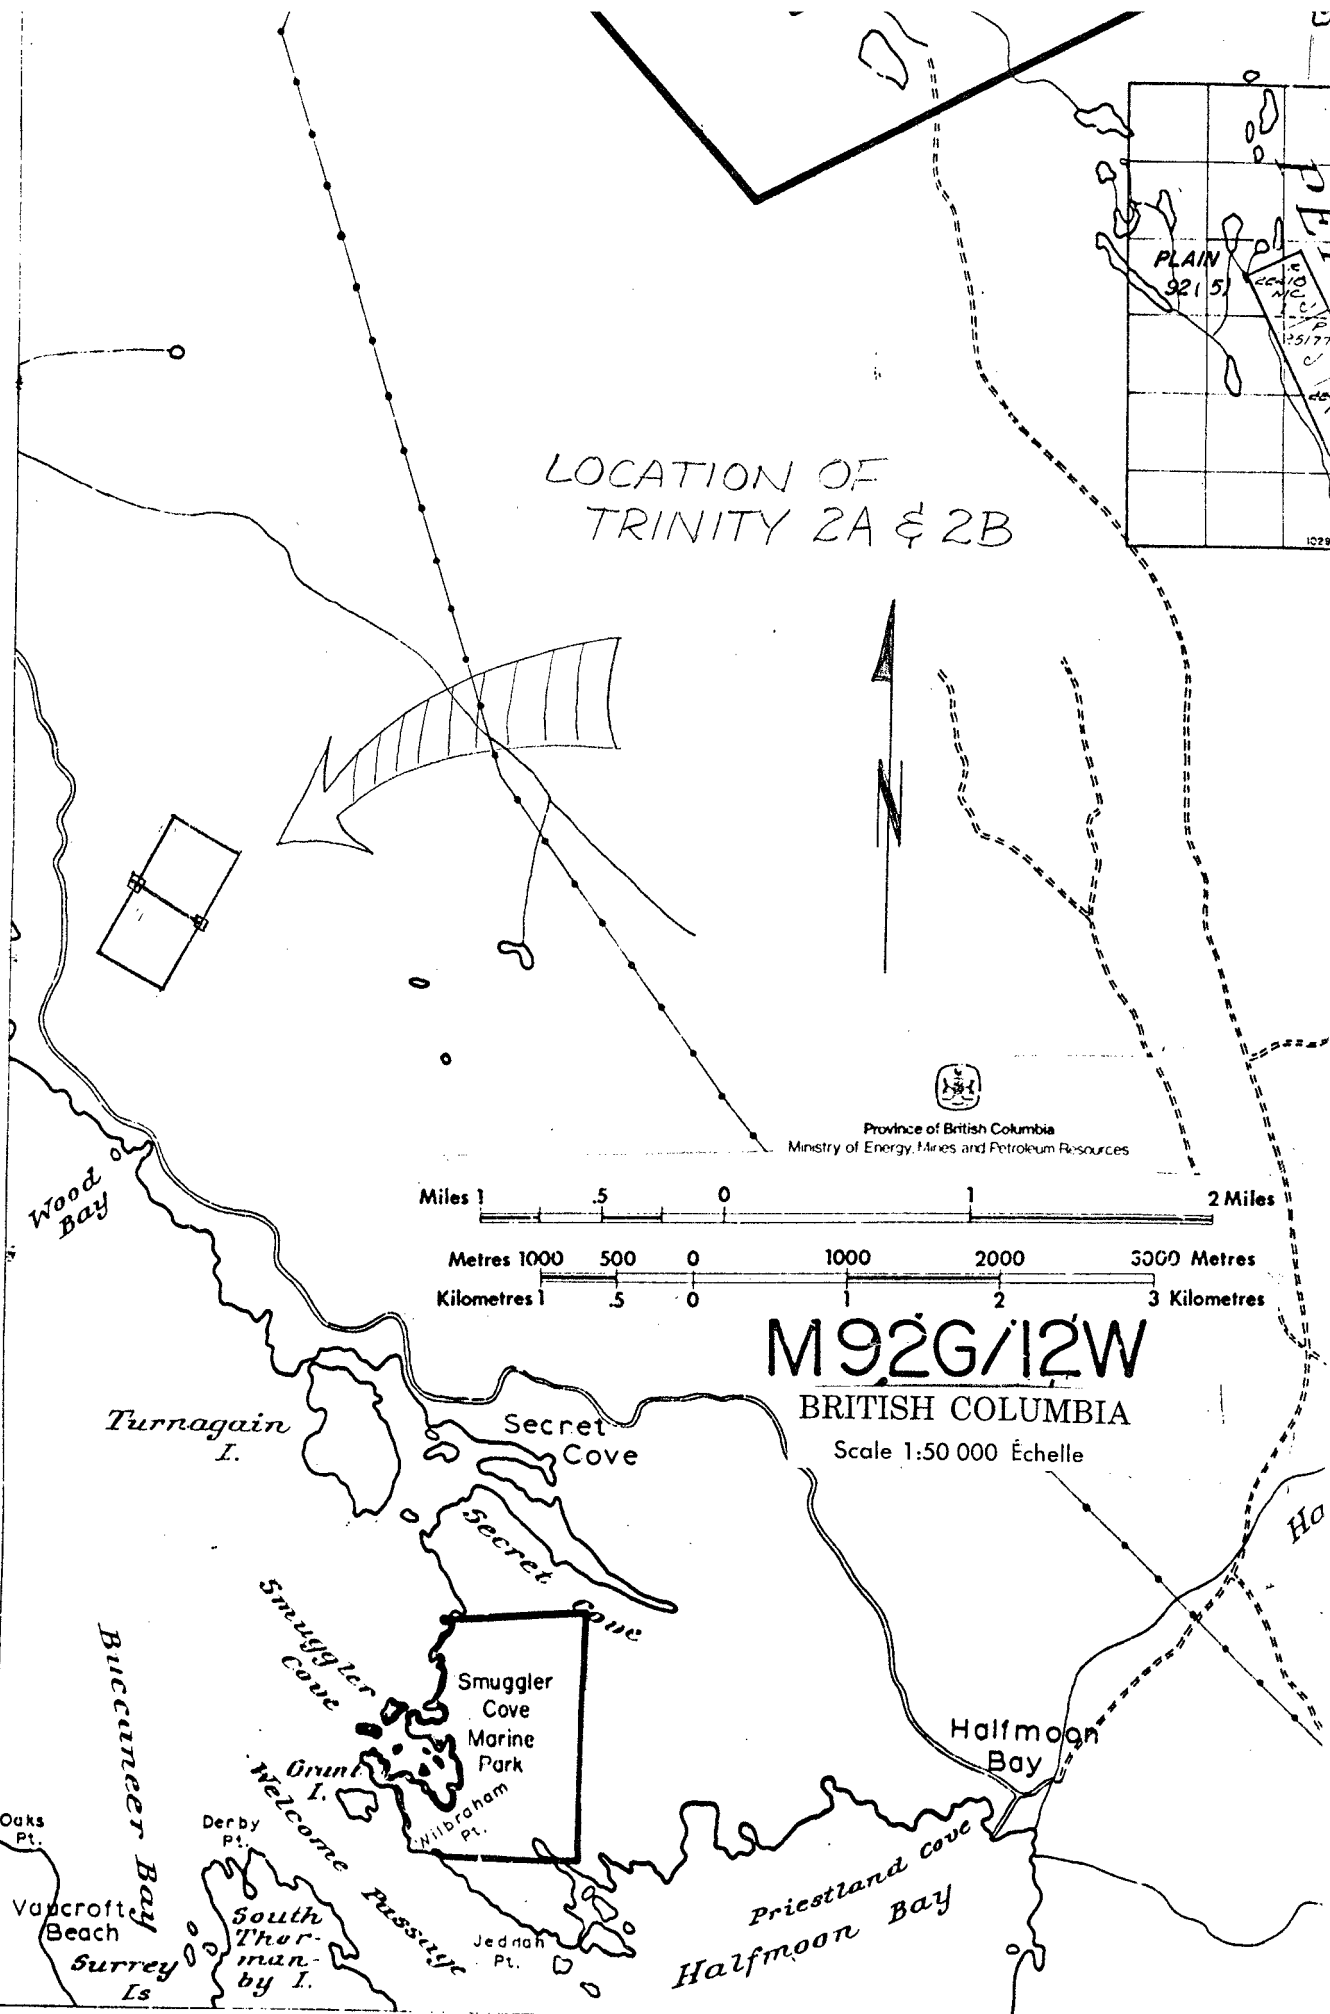 PLAIN
92(5)
1029
LOCATION OF
TRINITY 2A & 2B
N
Province of British Columbia
Ministry of Energy, Mines and Petroleum Resources
Miles 1 .5 0 1 2 Miles
Metres 1000 500 0 1000 2000 3000 Metres
Kilometres 1 .5 0 1 2 3 Kilometres
M92G/12W
BRITISH COLUMBIA
Scale 1:50 000 Échelle
Wood
Bay
Turnagain
I.
Secret
Cove
Secret
Cove
Ho
Smuggler
Cove
Smuggler
Cove
Marine
Park
Buccaneer Bay
Grant
I.
Welcome Passage
Wilbraham
Pt.
Halfmoon
Bay
Oaks
Pt.
Derby
Pt.
Priestland Cove
Halfmoon Bay
Vaucroft
Beach
Surrey
Is
South
Thor-
man-
by I.
Jeddah
Pt.